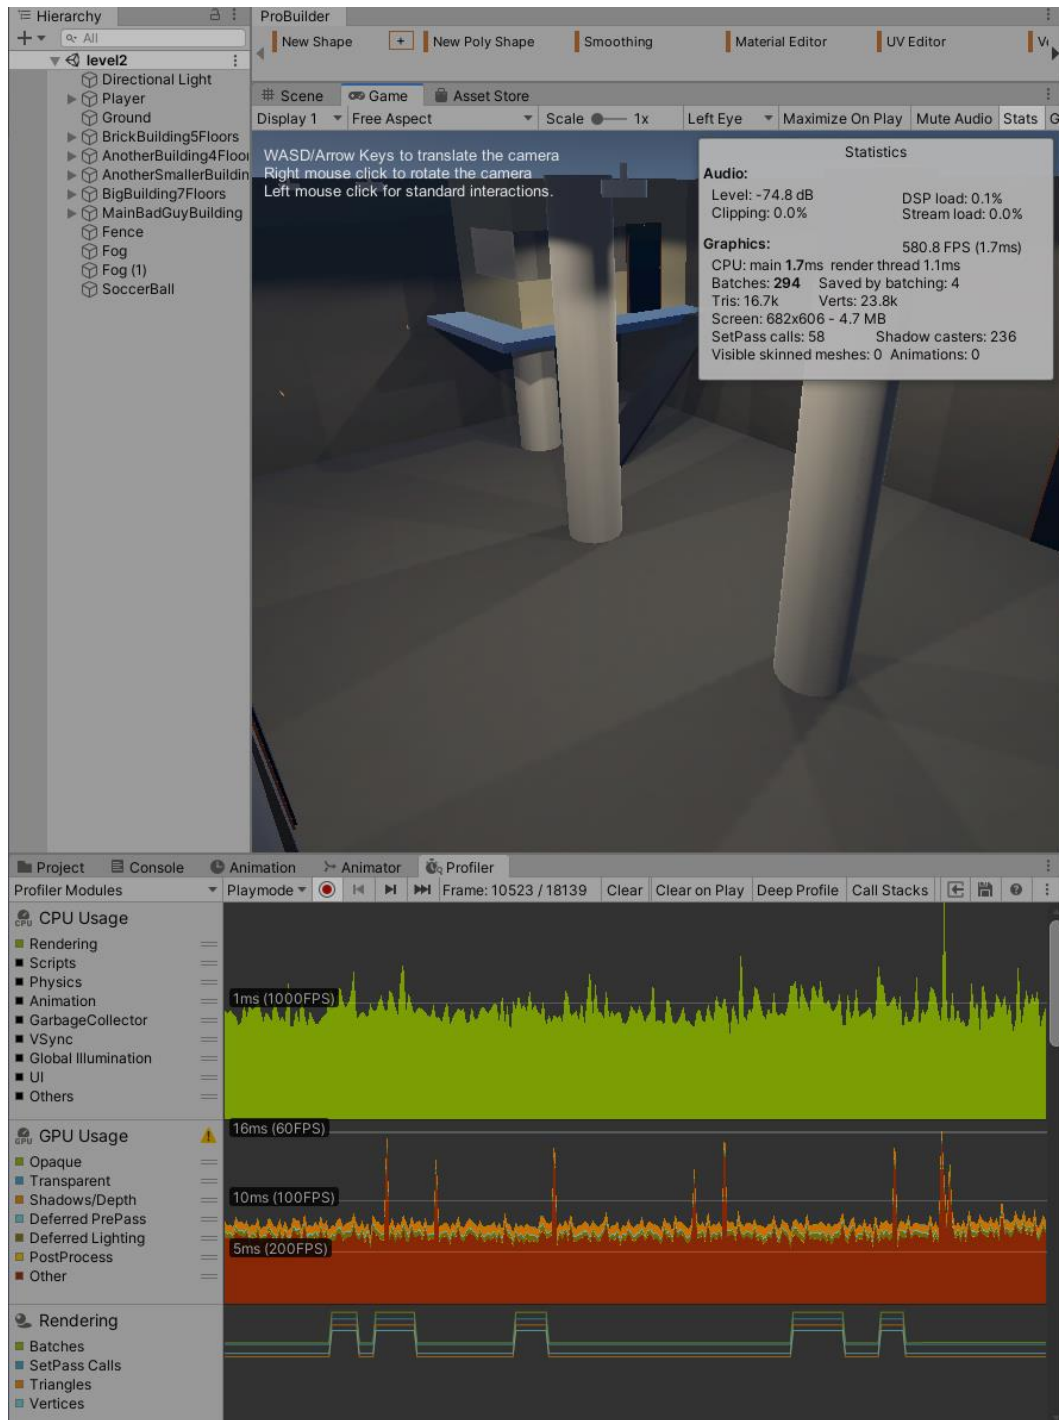 Hierarchy
All
level2
Directional Light
Player
Ground
BrickBuilding5Floors
AnotherBuilding4Floor
AnotherSmallerBuildin
BigBuilding7Floors
MainBadGuyBuilding
Fence
Fog
Fog (1)
SoccerBall
ProBuilder
New Shape + New Poly Shape Smoothing Material Editor UV Editor
Scene Game Asset Store
Display 1 Free Aspect Scale 1x Left Eye Maximize On Play Mute Audio Stats G
WASD/Arrow Keys to translate the camera
Right mouse click to rotate the camera
Left mouse click for standard interactions.
Statistics
Audio:
Level: -74.8 dB DSP load: 0.1%
Clipping: 0.0% Stream load: 0.0%
Graphics: 580.8 FPS (1.7ms)
CPU: main 1.7ms render thread 1.1ms
Batches: 294 Saved by batching: 4
Tris: 16.7k Verts: 23.8k
Screen: 682x606 - 4.7 MB
SetPass calls: 58 Shadow casters: 236
Visible skinned meshes: 0 Animations: 0
Project Console Animation Animator Profiler
Profiler Modules Playmode Frame: 10523 / 18139 Clear Clear on Play Deep Profile Call Stacks
CPU Usage
Rendering
Scripts
Physics
Animation
GarbageCollector
VSync
Global Illumination
UI
Others
1ms (1000FPS)
GPU Usage
Opaque
Transparent
Shadows/Depth
Deferred PrePass
Deferred Lighting
PostProcess
Other
16ms (60FPS)
10ms (100FPS)
5ms (200FPS)
Rendering
Batches
SetPass Calls
Triangles
Vertices